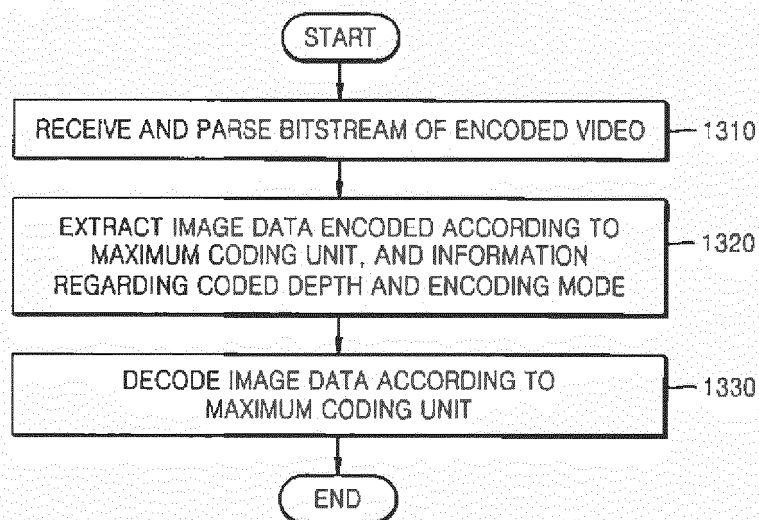 START
RECEIVE AND PARSE BITSTREAM OF ENCODED VIDEO
1310
EXTRACT IMAGE DATA ENCODED ACCORDING TO
MAXIMUM CODING UNIT, AND INFORMATION
REGARDING CODED DEPTH AND ENCODING MODE
1320
DECODE IMAGE DATA ACCORDING TO
MAXIMUM CODING UNIT
1330
END